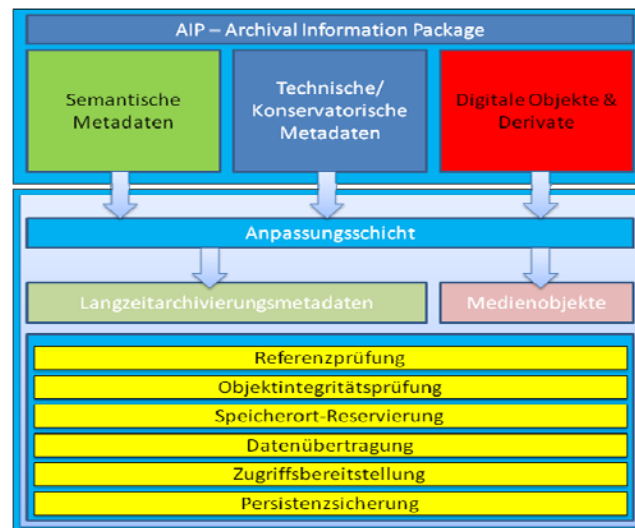 AIP – Archival Information Package
Semantische
Metadaten
Technische/
Konservatorische
Metadaten
Digitale Objekte &
Derivate
Anpassungsschicht
Langzeitarchivierungsmetadaten
Medienobjekte
Referenzprüfung
Objektintegritätsprüfung
Speicherort-Reservierung
Datenübertragung
Zugriffsbereitstellung
Persistenzsicherung